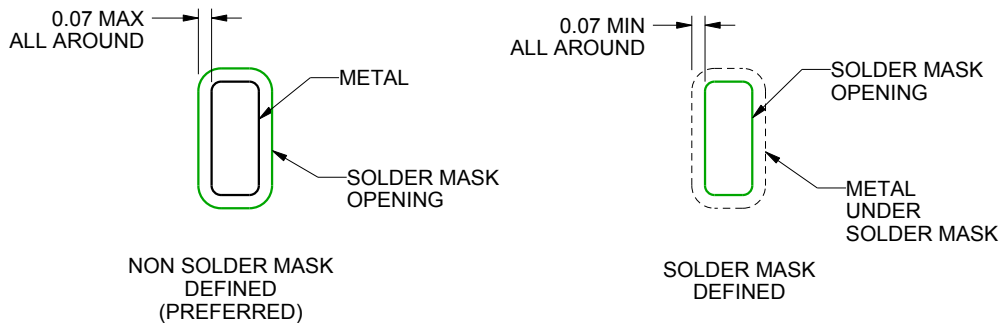 0.07 MAX
ALL AROUND
METAL
SOLDER MASK
OPENING
NON SOLDER MASK
DEFINED
(PREFERRED)
0.07 MIN
ALL AROUND
SOLDER MASK
OPENING
METAL
UNDER
SOLDER MASK
SOLDER MASK
DEFINED